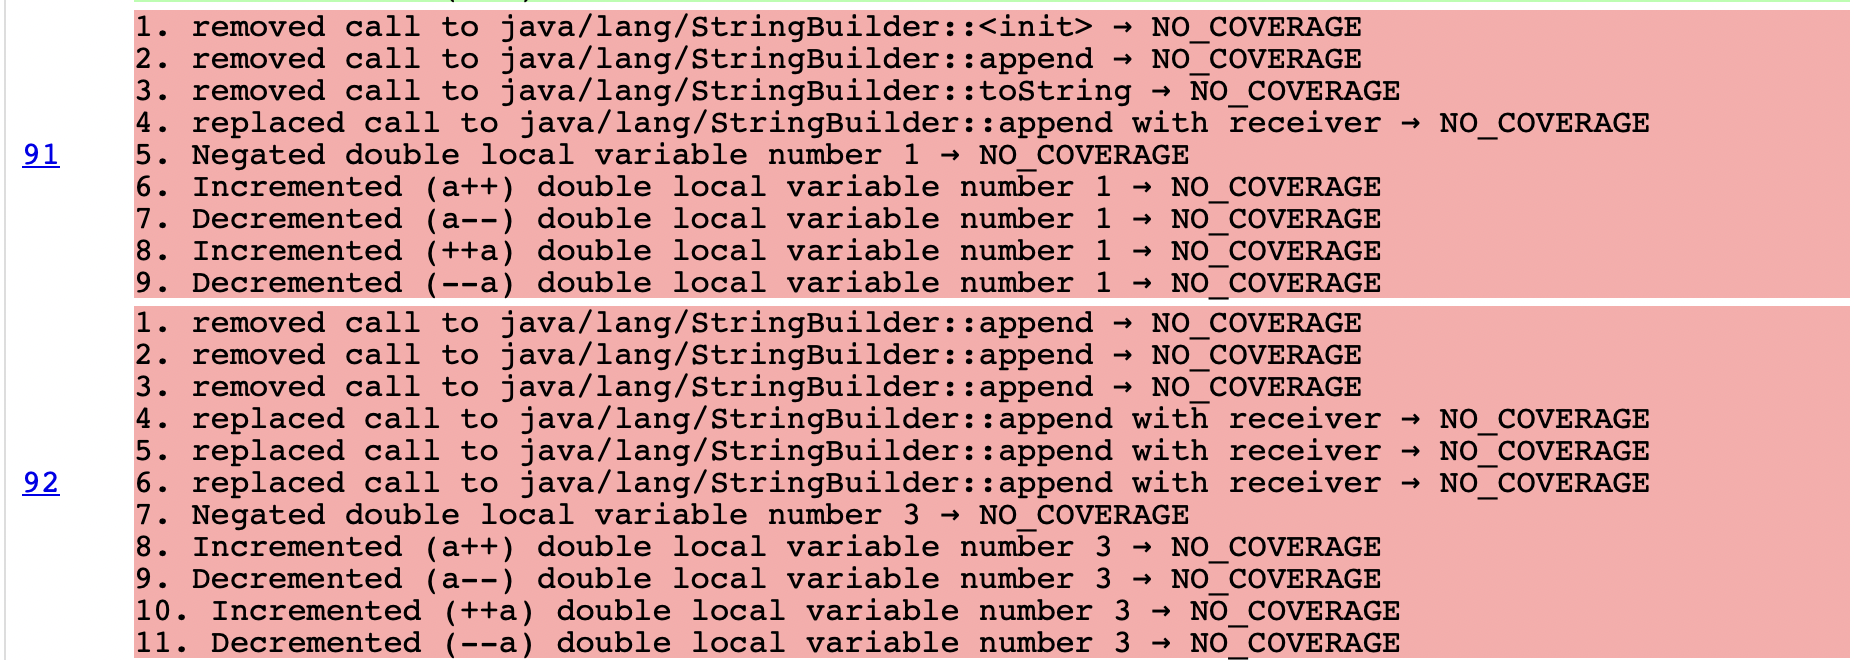 1. removed call to java/lang/StringBuilder::<init> → NO_COVERAGE
2. removed call to java/lang/StringBuilder::append → NO_COVERAGE
3. removed call to java/lang/StringBuilder::toString → NO_COVERAGE
4. replaced call to java/lang/StringBuilder::append with receiver → NO_COVERAGE
91
5. Negated double local variable number 1 → NO_COVERAGE
6. Incremented (a++) double local variable number 1 → NO_COVERAGE
7. Decremented (a--) double local variable number 1 → NO_COVERAGE
8. Incremented (++a) double local variable number 1 → NO_COVERAGE
9. Decremented (--a) double local variable number 1 → NO_COVERAGE
1. removed call to java/lang/StringBuilder::append → NO_COVERAGE
2. removed call to java/lang/StringBuilder::append → NO_COVERAGE
3. removed call to java/lang/StringBuilder::append → NO_COVERAGE
4. replaced call to java/lang/StringBuilder::append with receiver → NO_COVERAGE
5. replaced call to java/lang/StringBuilder::append with receiver → NO_COVERAGE
92
6. replaced call to java/lang/StringBuilder::append with receiver → NO_COVERAGE
7. Negated double local variable number 3 → NO_COVERAGE
8. Incremented (a++) double local variable number 3 → NO_COVERAGE
9. Decremented (a--) double local variable number 3 → NO_COVERAGE
10. Incremented (++a) double local variable number 3 → NO_COVERAGE
11. Decremented (--a) double local variable number 3 → NO_COVERAGE